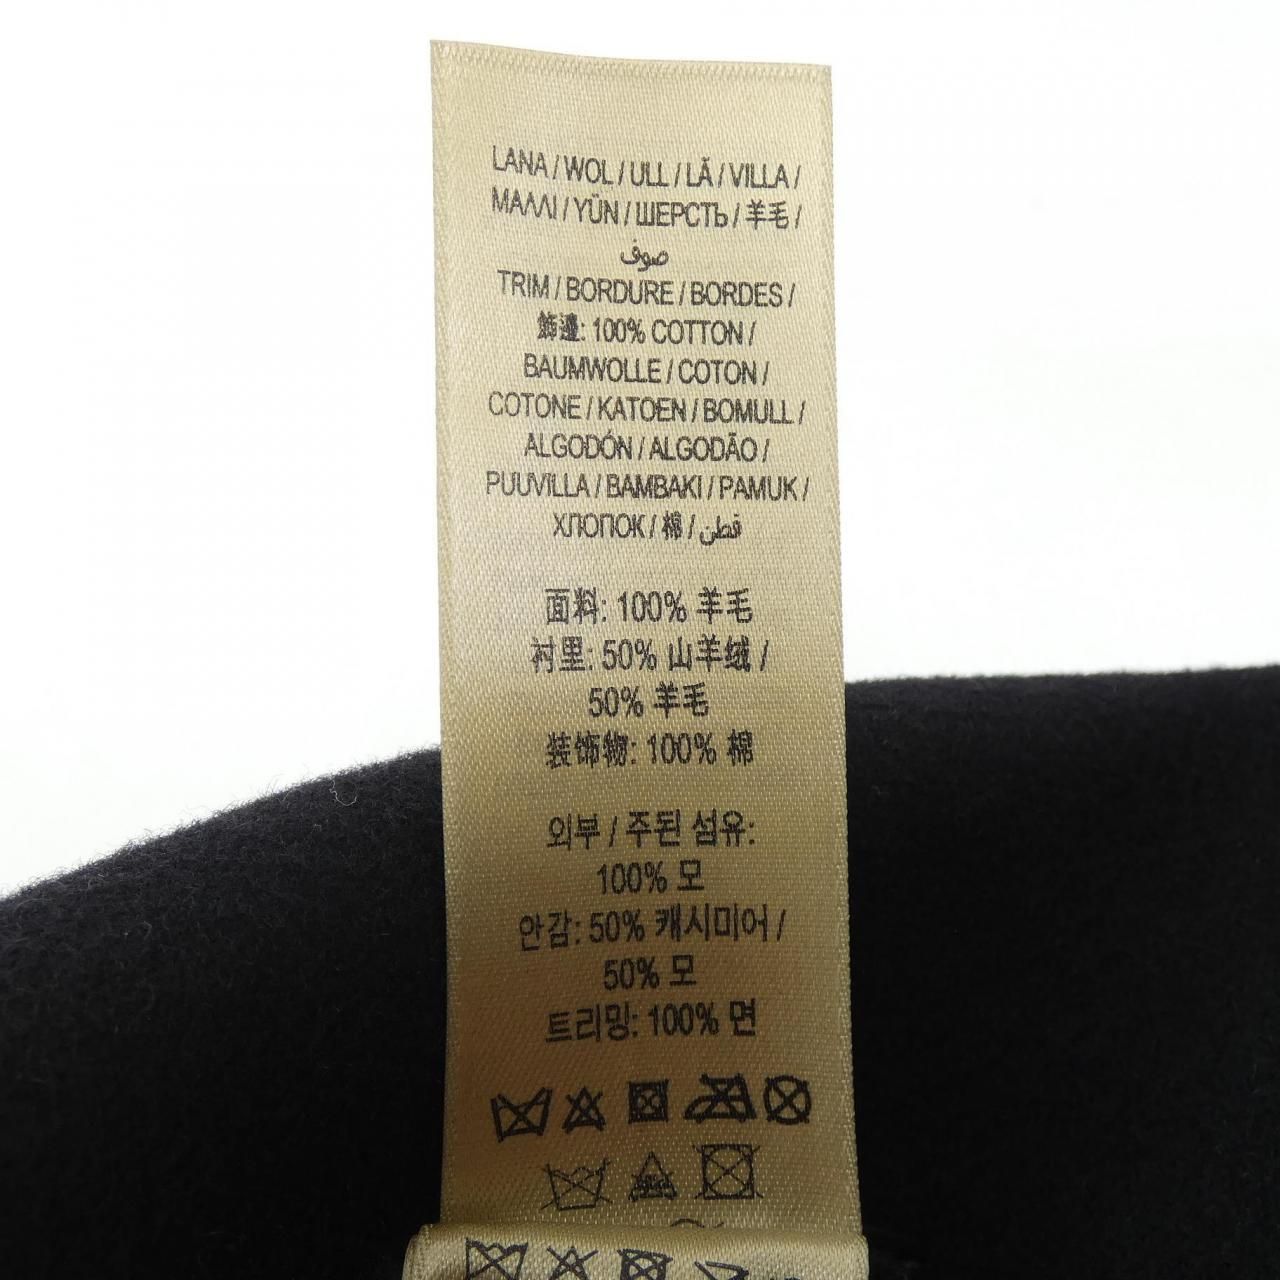 LANA / WOL / ULL / LÃ / VILLA /
ΜΑΛΛΙ / YÜN / ШЕРСТЬ / 羊毛 /
صوف
TRIM / BORDURE / BORDES /
飾邊: 100% COTTON /
BAUMWOLLE / COTON /
COTONE / KATOEN / BOMULL /
ALGODÓN / ALGODÃO /
PUUVILLA / BAMBAKI / PAMUK /
ХЛОПОК / 棉 / قطن
面料: 100% 羊毛
衬里: 50% 山羊绒 /
50% 羊毛
装饰物: 100% 棉
외부 / 주된 섬유:
100% 모
안감: 50% 캐시미어 /
50% 모
트리밍: 100% 면